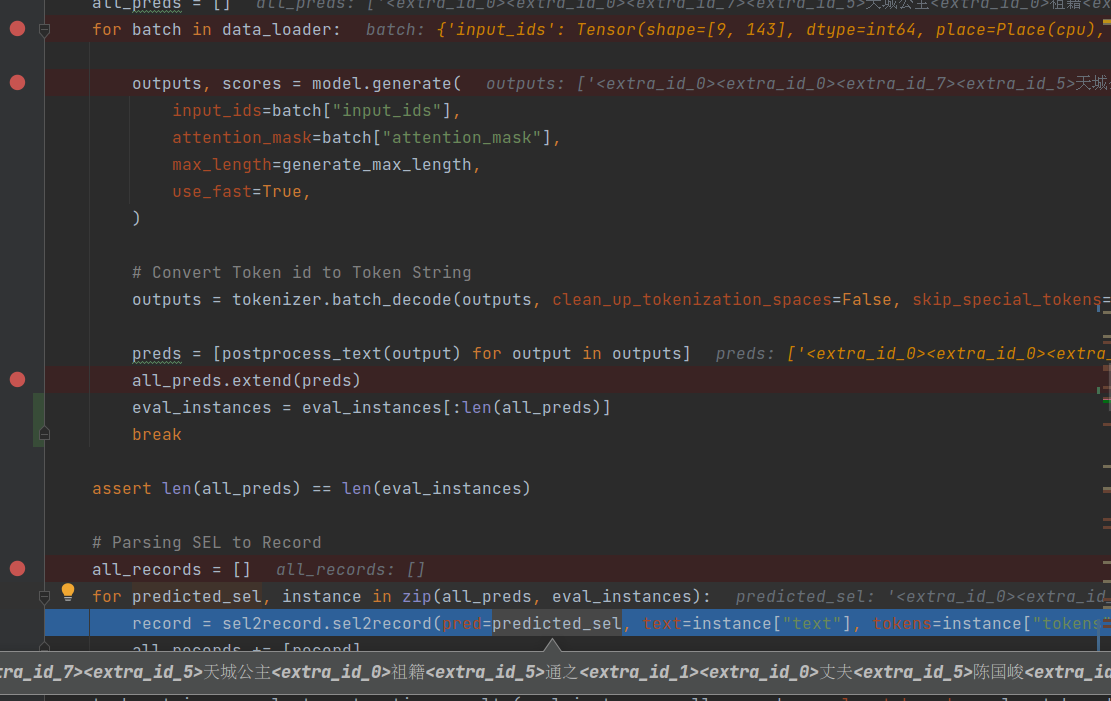 all_preds = [] all_preds: ['<extra_id_0><extra_id_0><extra_id_7><extra_id_5>天城公主<extra_id_0>祖籍<ex
for batch in data_loader: batch: {'input_ids': Tensor(shape=[9, 143], dtype=int64, place=Place(cpu),
outputs, scores = model.generate( outputs: ['<extra_id_0><extra_id_0><extra_id_7><extra_id_5>天城
input_ids=batch["input_ids"],
attention_mask=batch["attention_mask"],
max_length=generate_max_length,
use_fast=True,
)
# Convert Token id to Token String
outputs = tokenizer.batch_decode(outputs, clean_up_tokenization_spaces=False, skip_special_tokens=
preds = [postprocess_text(output) for output in outputs] preds: ['<extra_id_0><extra_id_0><extra_
all_preds.extend(preds)
eval_instances = eval_instances[:len(all_preds)]
break
assert len(all_preds) == len(eval_instances)
# Parsing SEL to Record
all_records = [] all_records: []
for predicted_sel, instance in zip(all_preds, eval_instances): predicted_sel: '<extra_id_0><extra_id_
record = sel2record.sel2record(pred=predicted_sel, text=instance["text"], tokens=instance["tokens
all_records += [record]
tra_id_7><extra_id_5>天城公主<extra_id_0>祖籍<extra_id_5>通之<extra_id_1><extra_id_0>丈夫<extra_id_5>陈国峻<extra_id